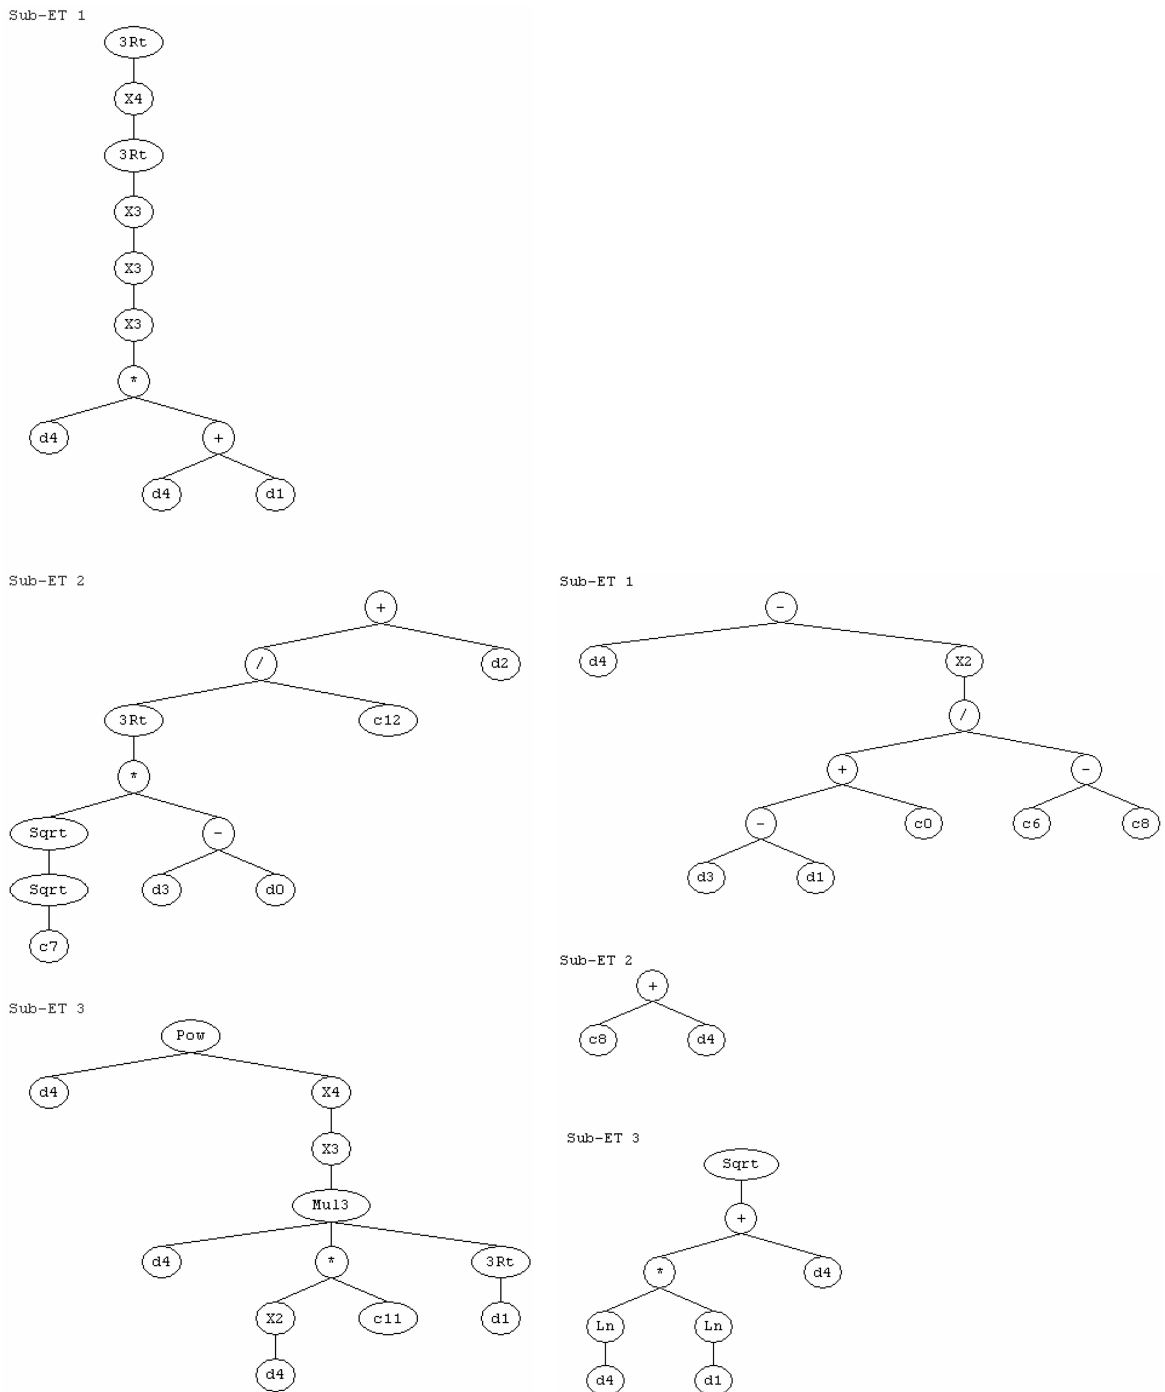 Sub-ET 1
3Rt
X4
3Rt
X3
X3
X3
*
d4 +
d4 d1
Sub-ET 2
+
/ d2
3Rt c12
*
Sqrt -
Sqrt d3 d0
c7
Sub-ET 3
Pow
d4 X4
X3
Mul3
d4 * 3Rt
X2 c11 d1
d4
Sub-ET 1
-
d4 X2
/
+ -
- c0 c6 c8
d3 d1
Sub-ET 2
+
c8 d4
Sub-ET 3
Sqrt
+
* d4
Ln Ln
d4 d1